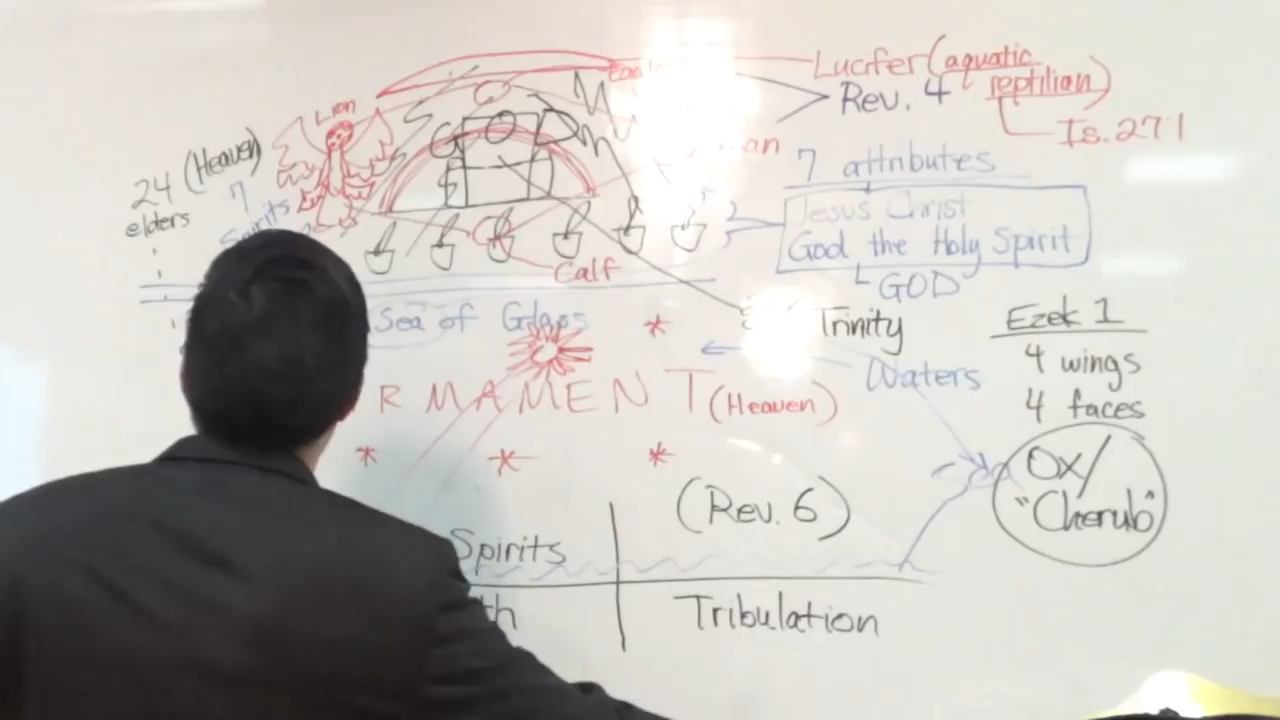 Lucifer (aquatic
reptilian)
Rev. 4
Is. 27:1
Lion
24 (Heaven)
elders
7
Spirits
7 attributes
Jesus Christ
God the Holy Spirit
GOD
Calf
Sea of Glass
Trinity
Waters
Ezek 1
4 wings
4 faces
Ox/
"Cherub"
RMAMENT (Heaven)
(Rev. 6)
Spirits
th
Tribulation